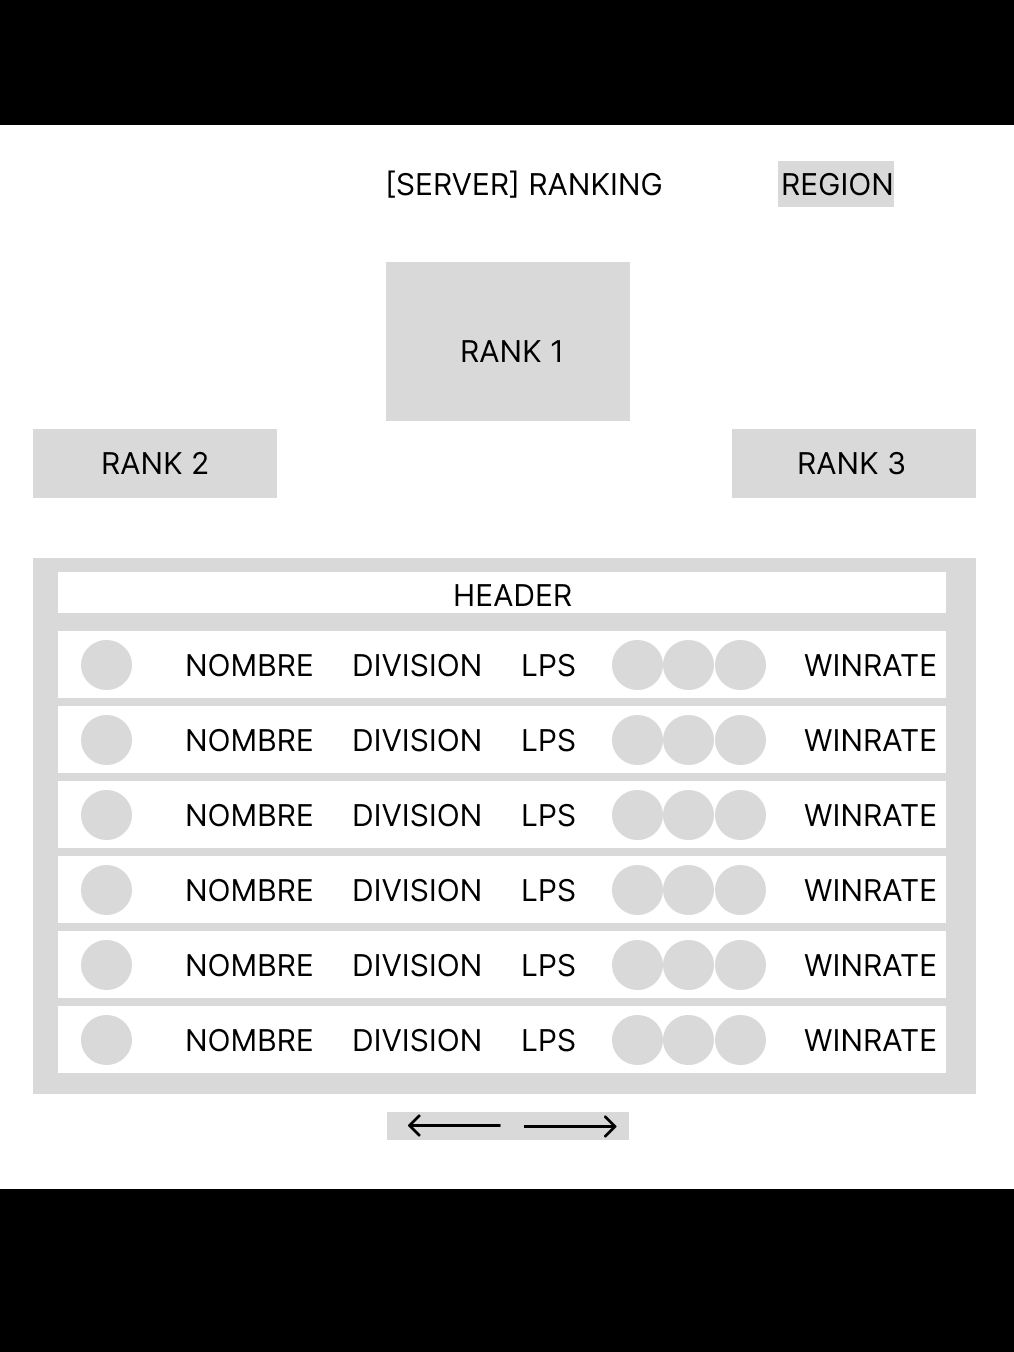 [SERVER] RANKING REGION
RANK 1
RANK 2 RANK 3
HEADER
NOMBRE DIVISION LPS WINRATE
NOMBRE DIVISION LPS WINRATE
NOMBRE DIVISION LPS WINRATE
NOMBRE DIVISION LPS WINRATE
NOMBRE DIVISION LPS WINRATE
NOMBRE DIVISION LPS WINRATE